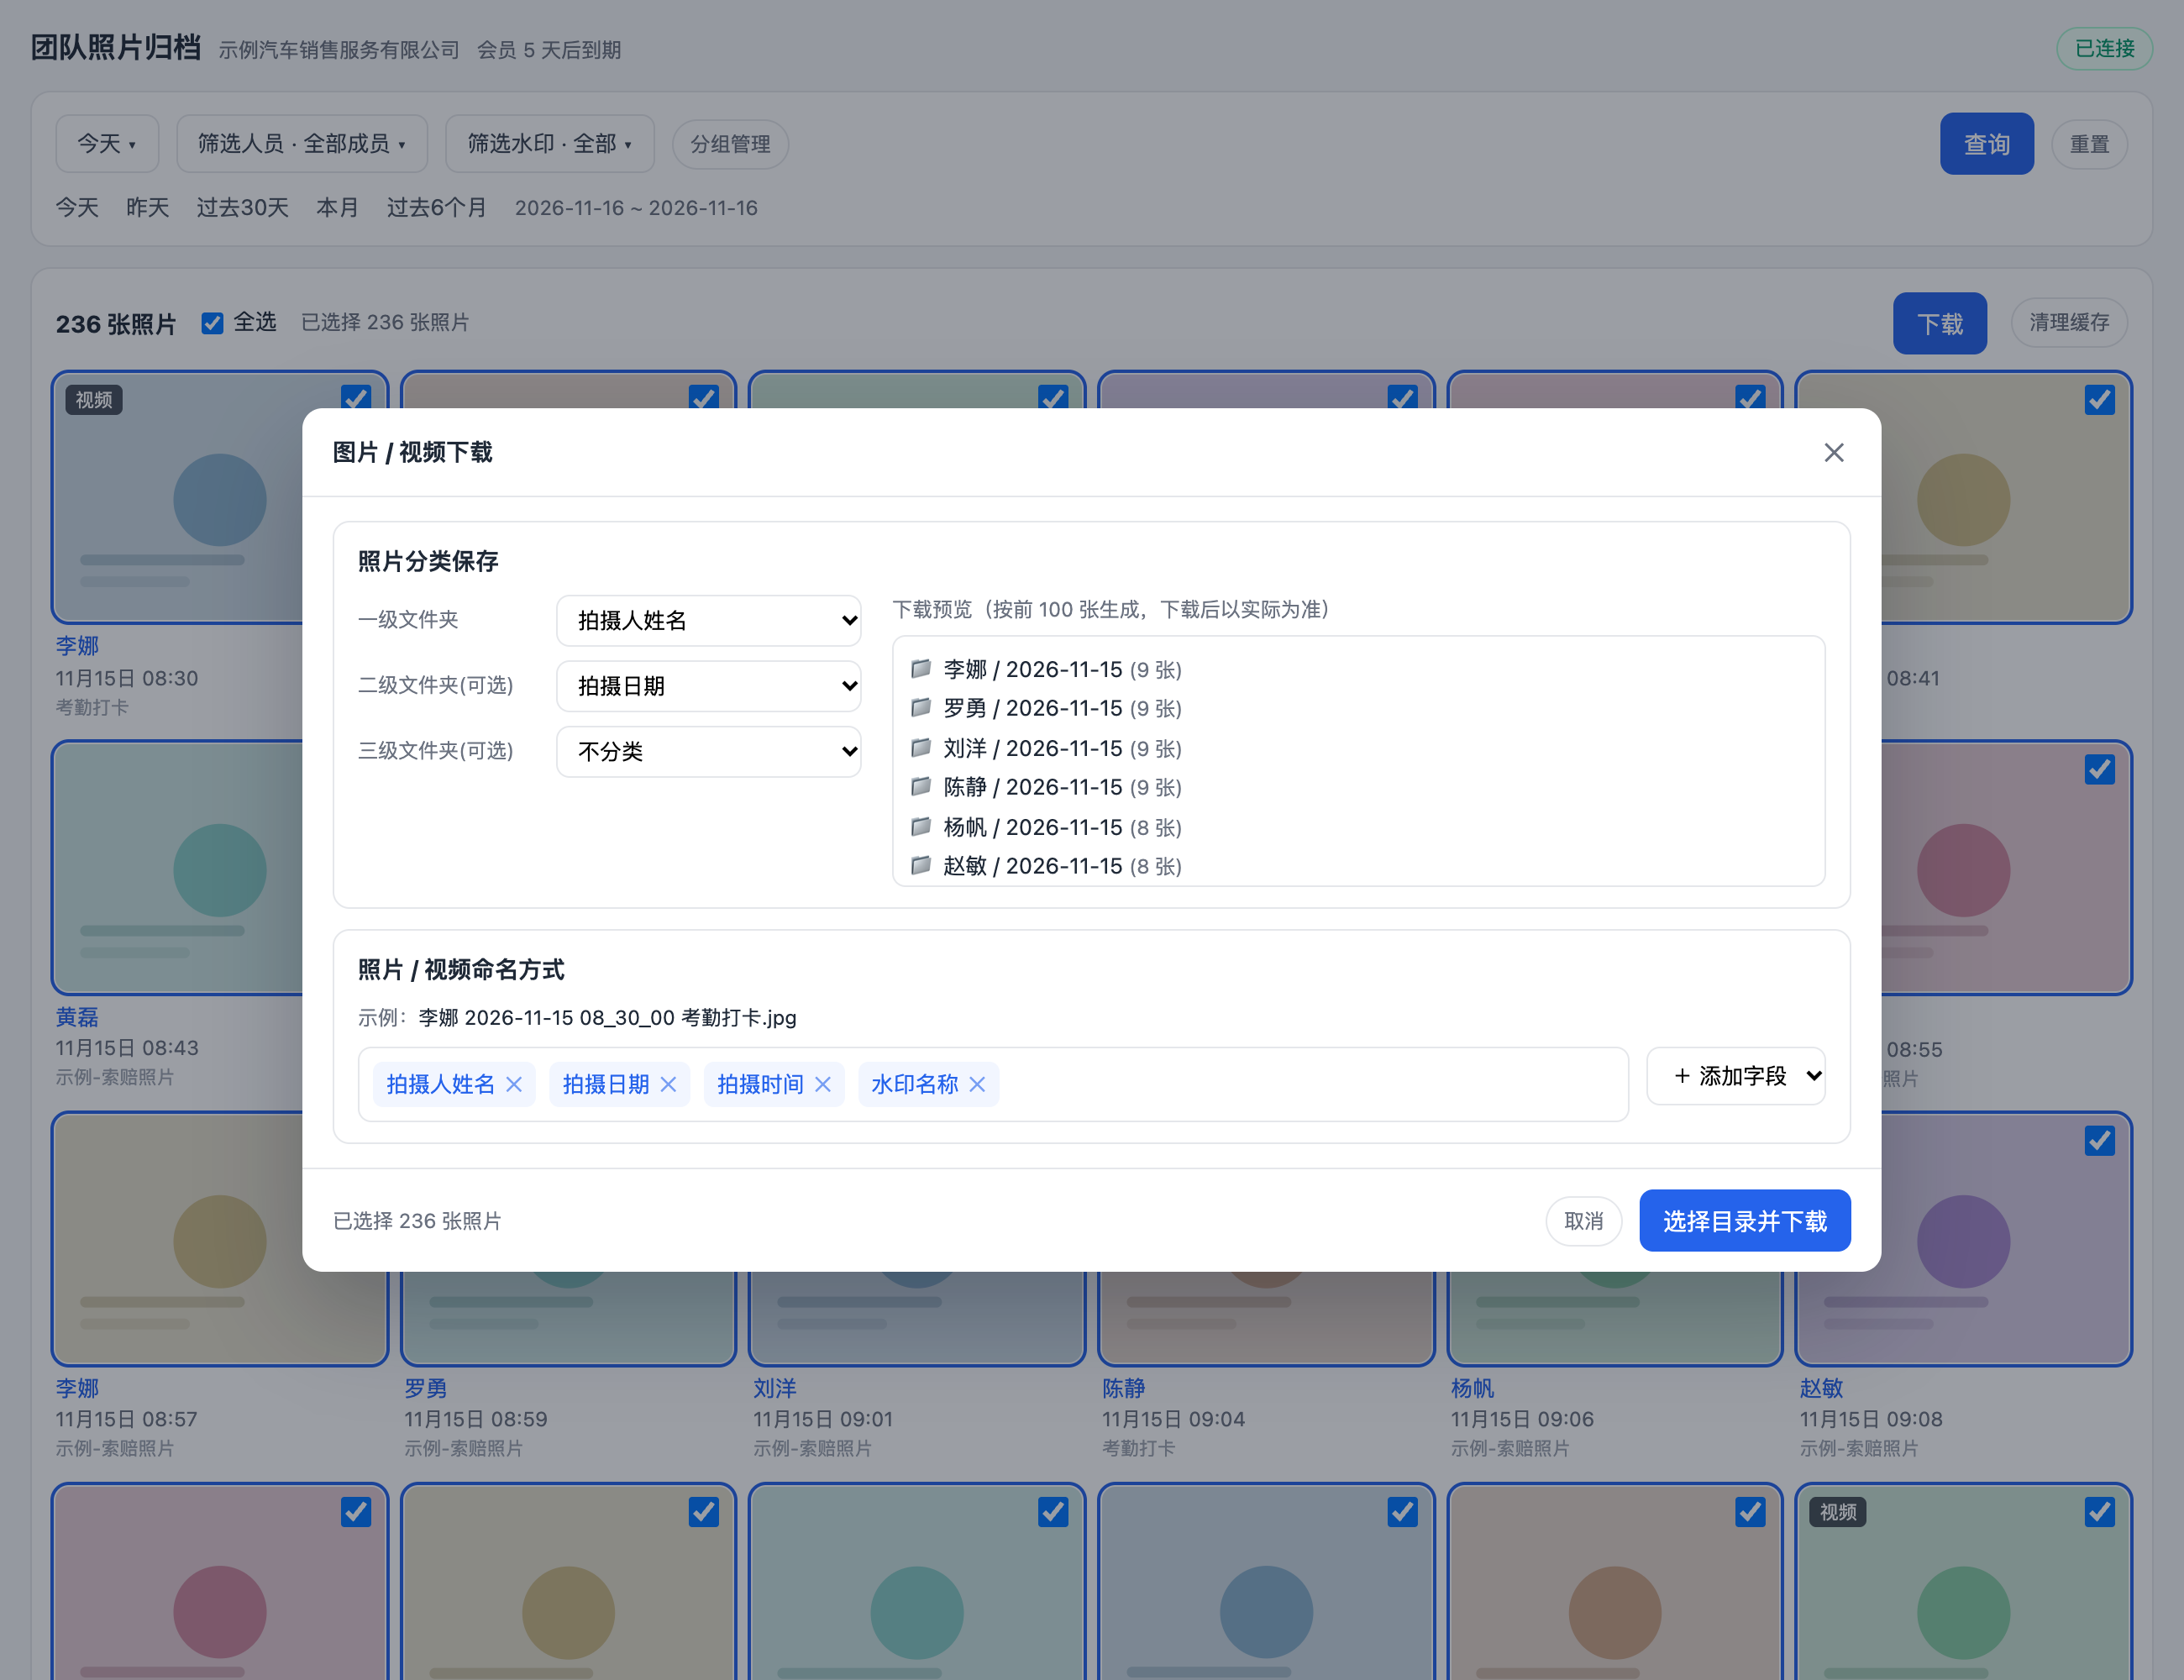 团队照片归档 示例汽车销售服务有限公司 会员 5 天后到期 已连接
今天 ▾ 筛选人员 · 全部成员 ▾ 筛选水印 · 全部 ▾ 分组管理 查询 重置
今天 昨天 过去30天 本月 过去6个月 2026-11-16 ~ 2026-11-16
236 张照片 全选 已选择 236 张照片 下载 清理缓存
视频
图片 / 视频下载
照片分类保存
一级文件夹 拍摄人姓名
二级文件夹(可选) 拍摄日期
三级文件夹(可选) 不分类
下载预览（按前 100 张生成，下载后以实际为准）
李娜 / 2026-11-15 (9 张)
罗勇 / 2026-11-15 (9 张)
刘洋 / 2026-11-15 (9 张)
陈静 / 2026-11-15 (9 张)
杨帆 / 2026-11-15 (8 张)
赵敏 / 2026-11-15 (8 张)
照片 / 视频命名方式
示例：李娜 2026-11-15 08_30_00 考勤打卡.jpg
拍摄人姓名 拍摄日期 拍摄时间 水印名称 + 添加字段
已选择 236 张照片 取消 选择目录并下载
李娜
11月15日 08:30 08:41
考勤打卡
黄磊
11月15日 08:43 08:55
示例-索赔照片 照片
李娜 罗勇 刘洋 陈静 杨帆 赵敏
11月15日 08:57 11月15日 08:59 11月15日 09:01 11月15日 09:04 11月15日 09:06 11月15日 09:08
示例-索赔照片 示例-索赔照片 示例-索赔照片 考勤打卡 示例-索赔照片 示例-索赔照片
视频